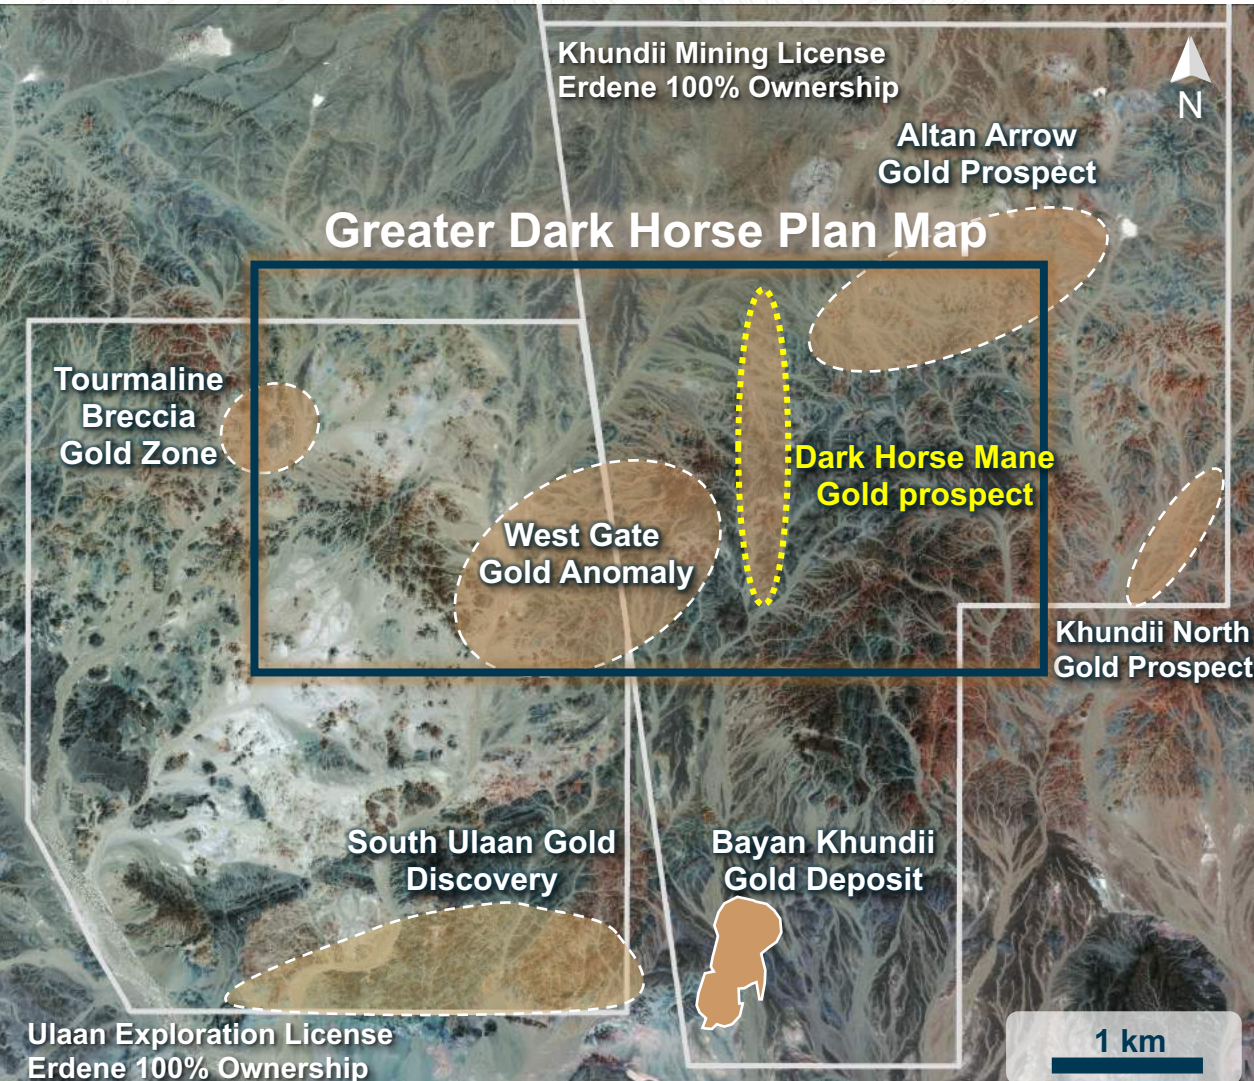 Khundii Mining License
Erdene 100% Ownership
N
Altan Arrow
Gold Prospect
Greater Dark Horse Plan Map
Tourmaline
Breccia
Gold Zone
Dark Horse Mane
Gold prospect
West Gate
Gold Anomaly
Khundii North
Gold Prospect
South Ulaan Gold
Discovery
Bayan Khundii
Gold Deposit
Ulaan Exploration License
Erdene 100% Ownership
1 km